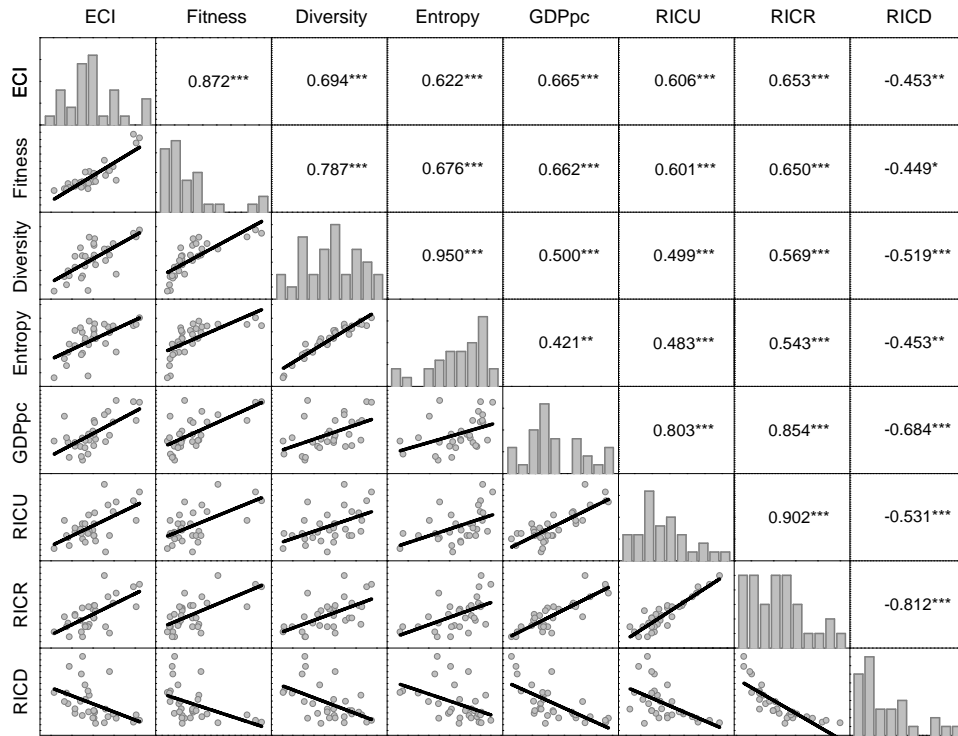 ECI Fitness Diversity Entropy GDPpc RICU RICR RICD
ECI 0.872*** 0.694*** 0.622*** 0.665*** 0.606*** 0.653*** -0.453**
Fitness 0.787*** 0.676*** 0.662*** 0.601*** 0.650*** -0.449*
Diversity 0.950*** 0.500*** 0.499*** 0.569*** -0.519***
Entropy 0.421** 0.483*** 0.543*** -0.453**
GDPpc 0.803*** 0.854*** -0.684***
RICU 0.902*** -0.531***
RICR -0.812***
RICD